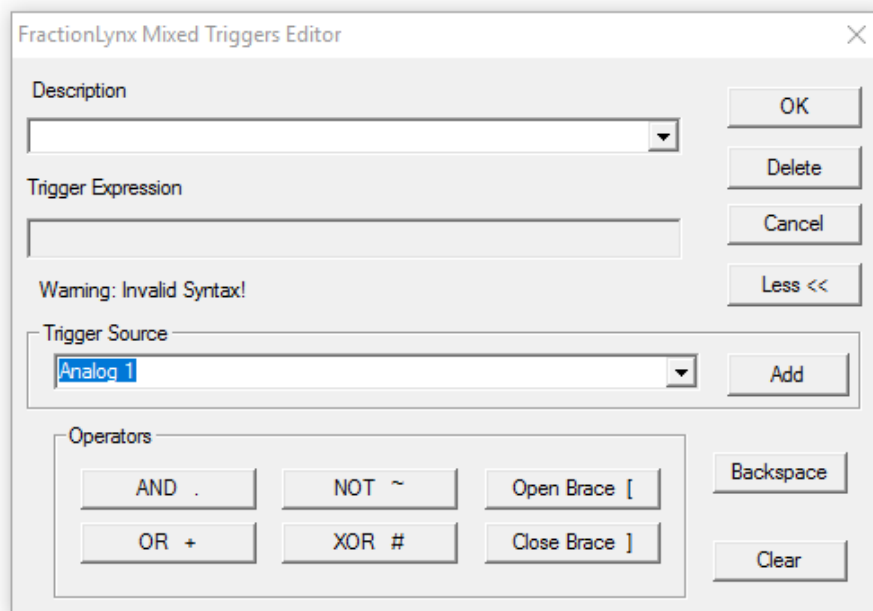 FractionLynx Mixed Triggers Editor
Description
OK
Delete
Trigger Expression
Cancel
Warning: Invalid Syntax!
Less <<
Trigger Source
Analog 1
Add
Operators
AND .
NOT ~
Open Brace [
Backspace
OR +
XOR #
Close Brace ]
Clear